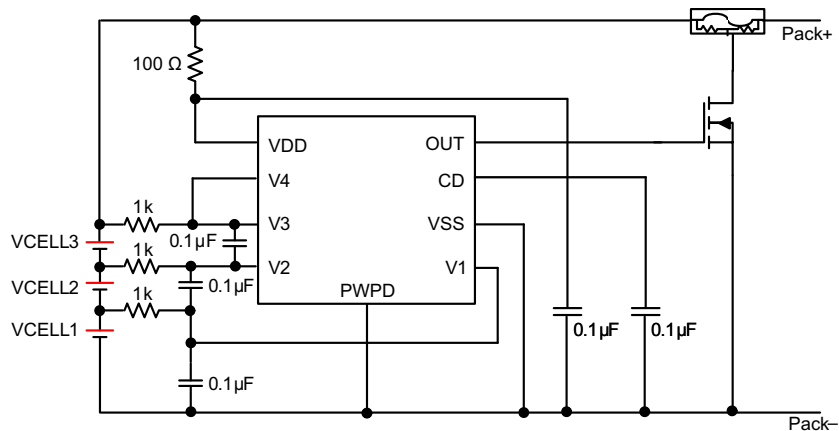 Pack+
100 Ω
VDD
OUT
V4
CD
1k
V3
VSS
0.1µF
VCELL3
1k
V2
V1
0.1µF
VCELL2
1k
PWPD
VCELL1
0.1µF
0.1µF
0.1µF
Pack–